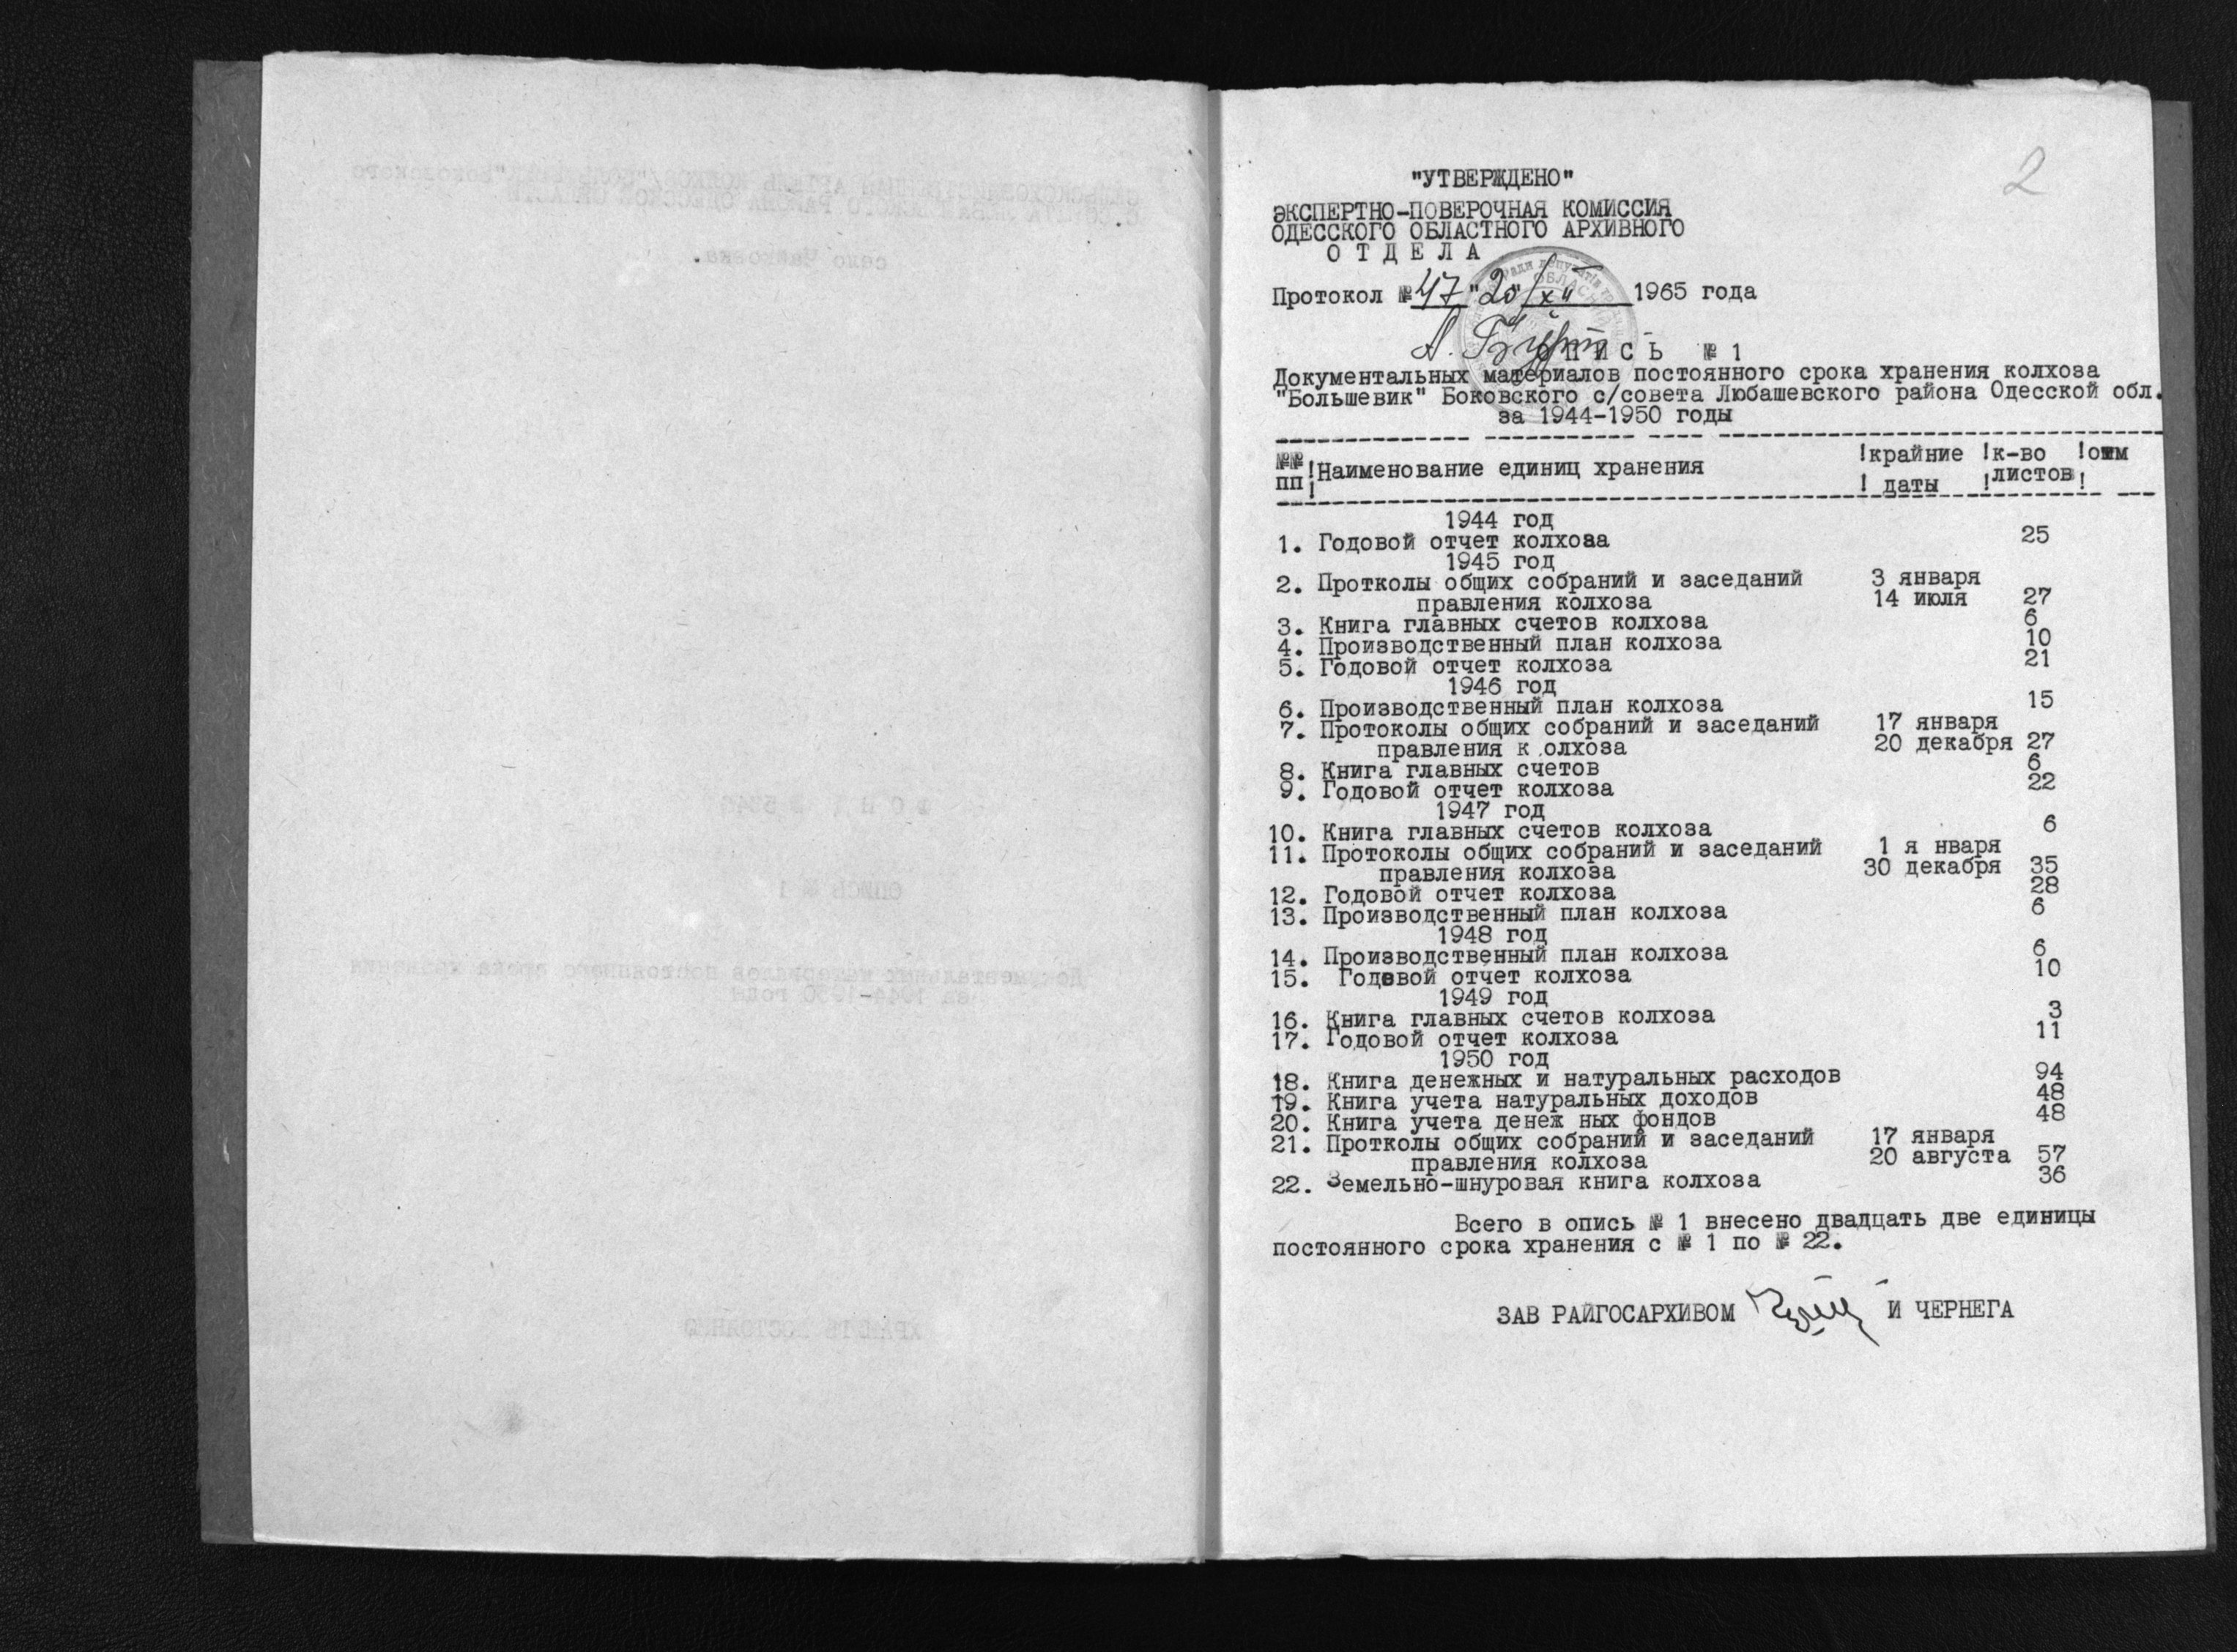 2
"УТВЕРЖДЕНО"
ЭКСПЕРТНО-ПОВЕРОЧНАЯ КОМИССИЯ
ОДЕССКОГО ОБЛАСТНОГО АРХИВНОГО
О Т Д Е Л А
Протокол №47 "20" XII 1965 года
ОПИСЬ № 1
Документальных материалов постоянного срока хранения колхоза
"Большевик" Боковского с/совета Любашевского района Одесской обл.
за 1944-1950 годы
№№ !Наименование единиц хранения !крайние !к-во !
пп ! ! даты !листов !
1944 год
1. Годовой отчет колхоза 25
1945 год
2. Протколы общих собраний и заседаний 3 января
правления колхоза 14 июля 27
3. Книга главных счетов колхоза 6
4. Производственный план колхоза 10
5. Годовой отчет колхоза 21
1946 год
6. Производственный план колхоза 15
7. Протоколы общих собраний и заседаний 17 января
правления к олхоза 20 декабря 27
8. Книга главных счетов 6
9. Годовой отчет колхоза 22
1947 год
10. Книга главных счетов колхоза 6
11. Протоколы общих собраний и заседаний 1 я нваря
правления колхоза 30 декабря 35
12. Годовой отчет колхоза 28
13. Производственный план колхоза 6
1948 год
14. Производственный план колхоза 6
15. Годовой отчет колхоза 10
1949 год
16. Книга главных счетов колхоза 3
17. Годовой отчет колхоза 11
1950 год
18. Книга денежных и натуральных расходов 94
19. Книга учета натуральных доходов 48
20. Книга учета денеж ных фондов 48
21. Протколы общих собраний и заседаний 17 января
правления колхоза 20 августа 57
22. Земельно-шнуровая книга колхоза 36
Всего в опись № 1 внесено двадцать две единицы
постоянного срока хранения с № 1 по № 22.
ЗАВ РАЙГОСАРХИВОМ И ЧЕРНЕГА